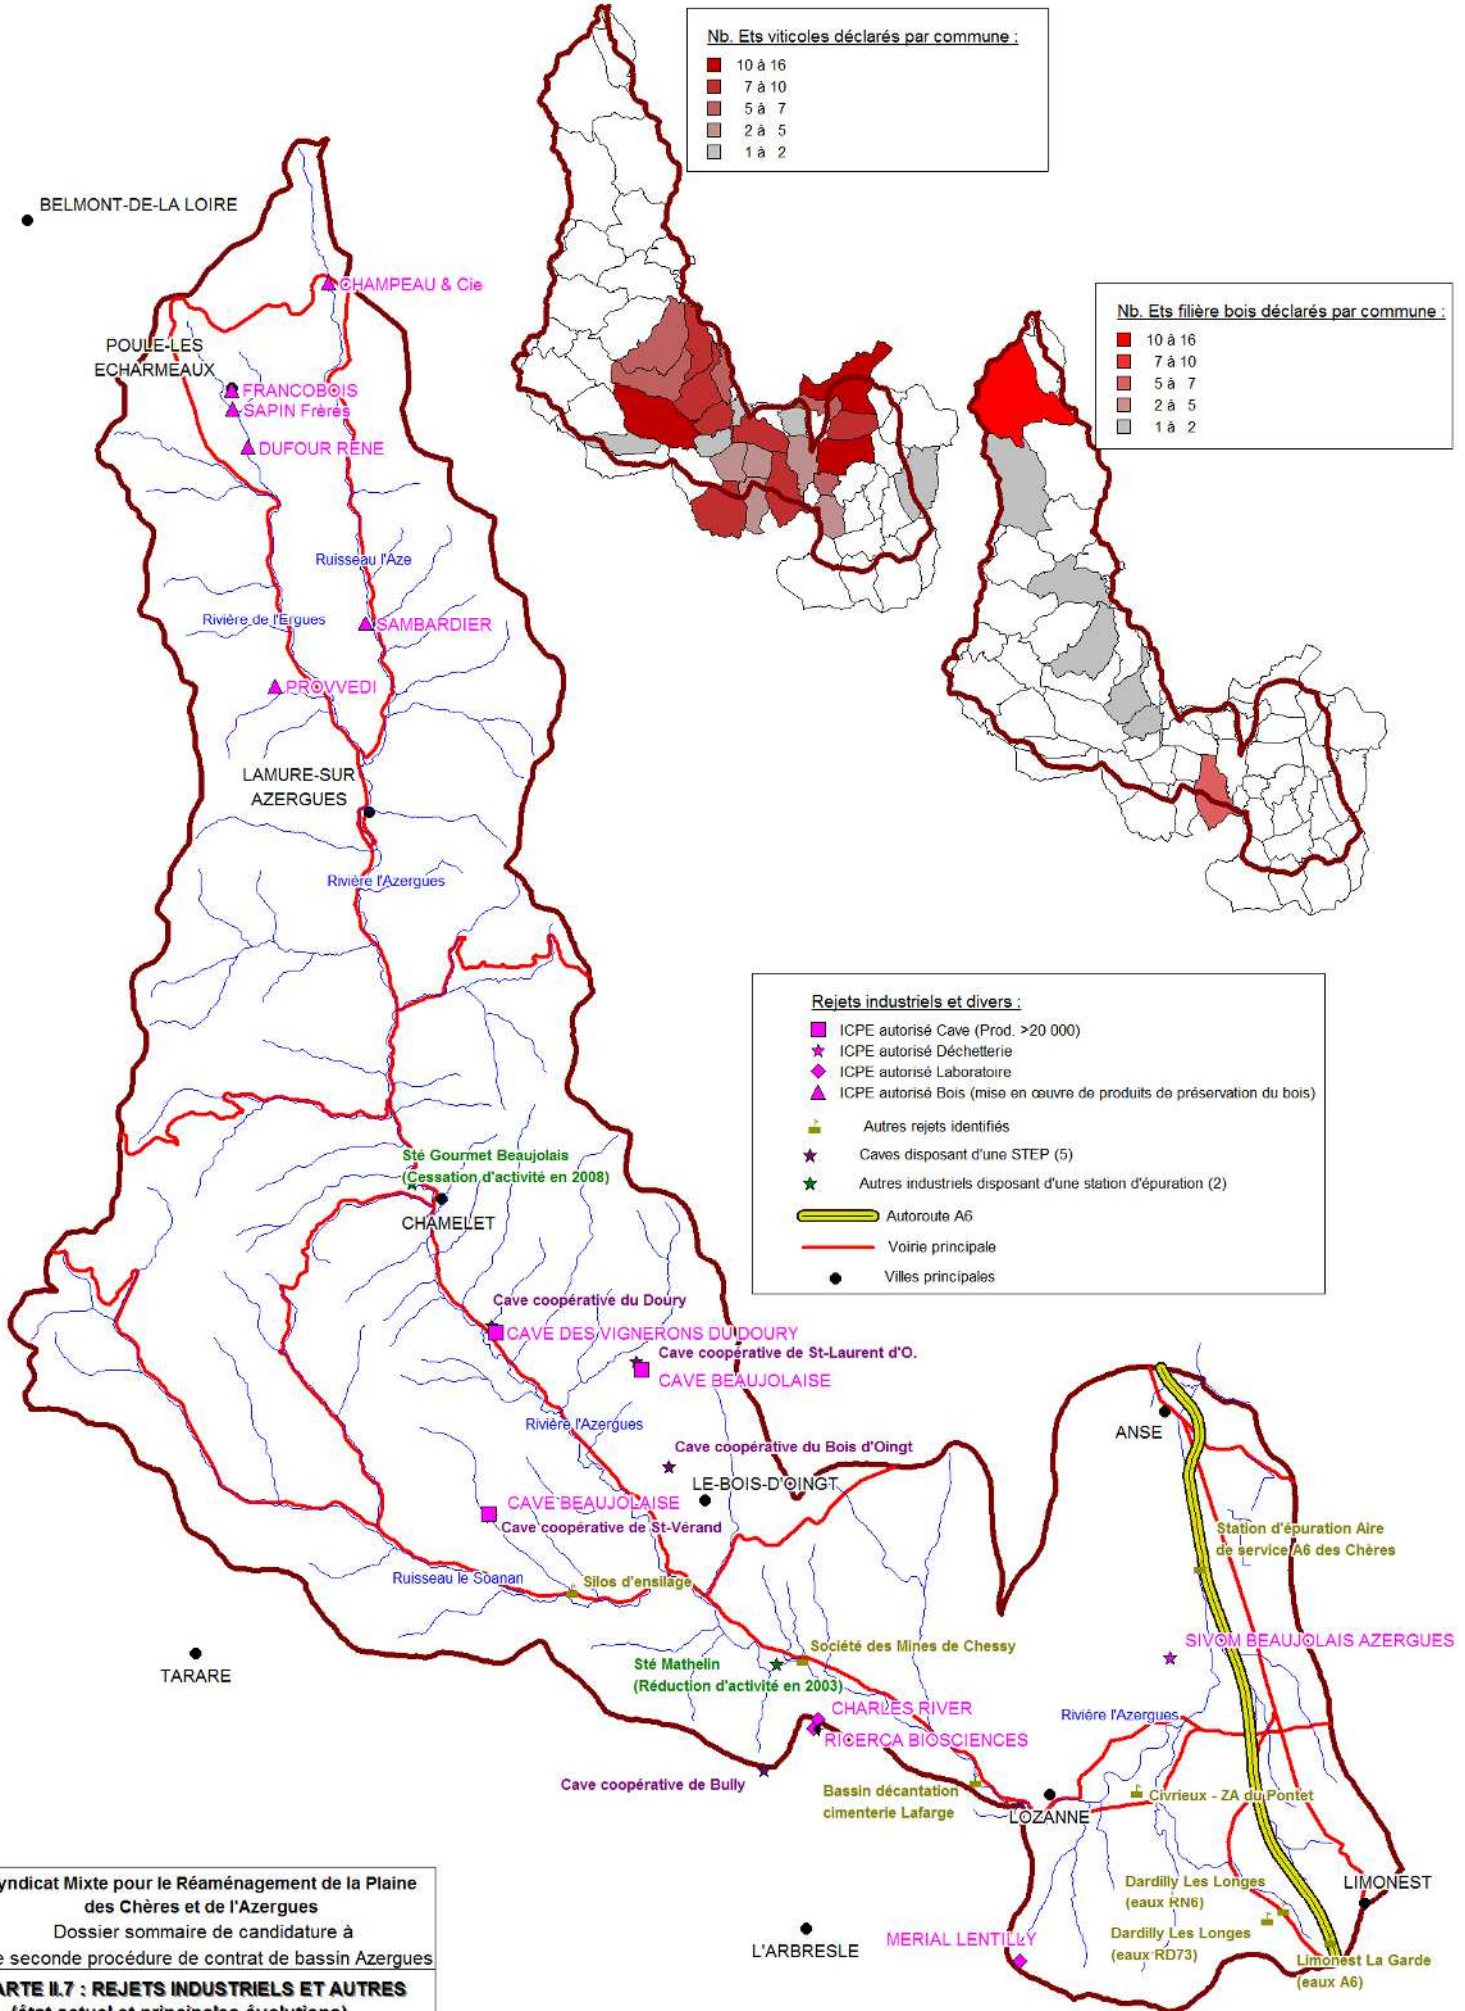 Nb. Ets viticoles déclarés par commune :
10 à 16
7 à 10
5 à 7
2 à 5
1 à 2
BELMONT-DE-LA LOIRE
CHAMPEAU & Cie
Nb. Ets filière bois déclarés par commune :
10 à 16
7 à 10
5 à 7
2 à 5
1 à 2
POULE-LES
ECHARMEAUX
FRANCOBOIS
SAPIN Frères
DUFOUR RENE
Ruisseau l'Aze
Rivière de l'Ergues
SAMBARDIER
PROVVEDI
LAMURE-SUR
AZERGUES
Rivière l'Azergues
Rejets industriels et divers :
ICPE autorisé Cave (Prod. >20 000)
ICPE autorisé Déchetterie
ICPE autorisé Laboratoire
ICPE autorisé Bois (mise en œuvre de produits de préservation du bois)
Autres rejets identifiés
Caves disposant d'une STEP (5)
Autres industriels disposant d'une station d'épuration (2)
Autoroute A6
Voirie principale
Villes principales
Sté Gourmet Beaujolais
(Cessation d'activité en 2008)
CHAMELET
Cave coopérative du Doury
CAVE DES VIGNERONS DU DOURY
Cave coopérative de St-Laurent d'O.
CAVE BEAUJOLAISE
Rivière l'Azergues
ANSE
Cave coopérative du Bois d'Oingt
LE-BOIS-D'OINGT
CAVE BEAUJOLAISE
Cave coopérative de St-Vérand
Station d'épuration Aire
de service A6 des Chères
Ruisseau le Soanan
Silos d'ensilage
TARARE
Société des Mines de Chessy
SIVOM BEAUJOLAIS AZERGUES
Sté Mathelin
(Réduction d'activité en 2003)
CHARLES RIVER
RICERCA BIOSCIENCES
Rivière l'Azergues
Cave coopérative de Bully
Bassin décantation
cimenterie Lafarge
Civrieux - ZA du Pontet
LOZANNE
Dardilly Les Longes
(eaux RN6)
LIMONEST
Dardilly Les Longes
(eaux RD73)
L'ARBRESLE
MERIAL LENTILLY
Limonest La Garde
(eaux A6)
yndicat Mixte pour le Réaménagement de la Plaine
des Chères et de l'Azergues
Dossier sommaire de candidature à
e seconde procédure de contrat de bassin Azergues
ARTE II.7 : REJETS INDUSTRIELS ET AUTRES
(état actuel et principales évolutions)